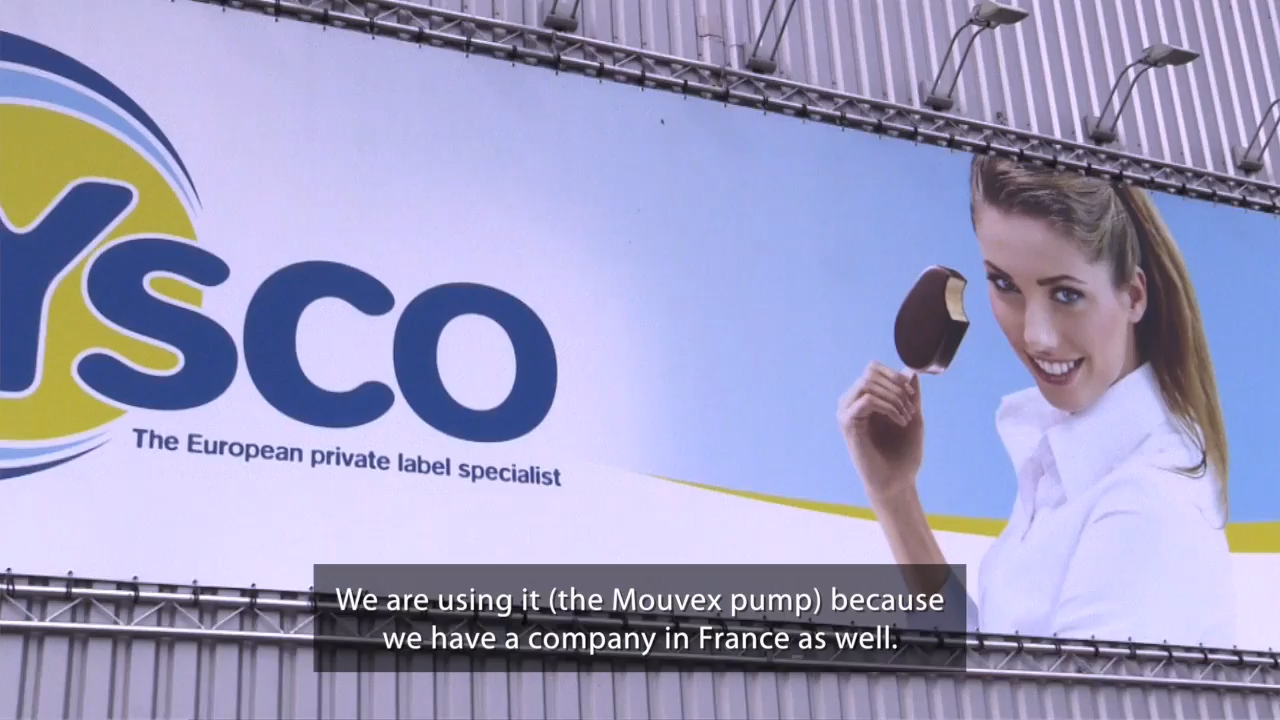 Ysco
The European private label specialist
We are using it (the Mouvex pump) because
we have a company in France as well.